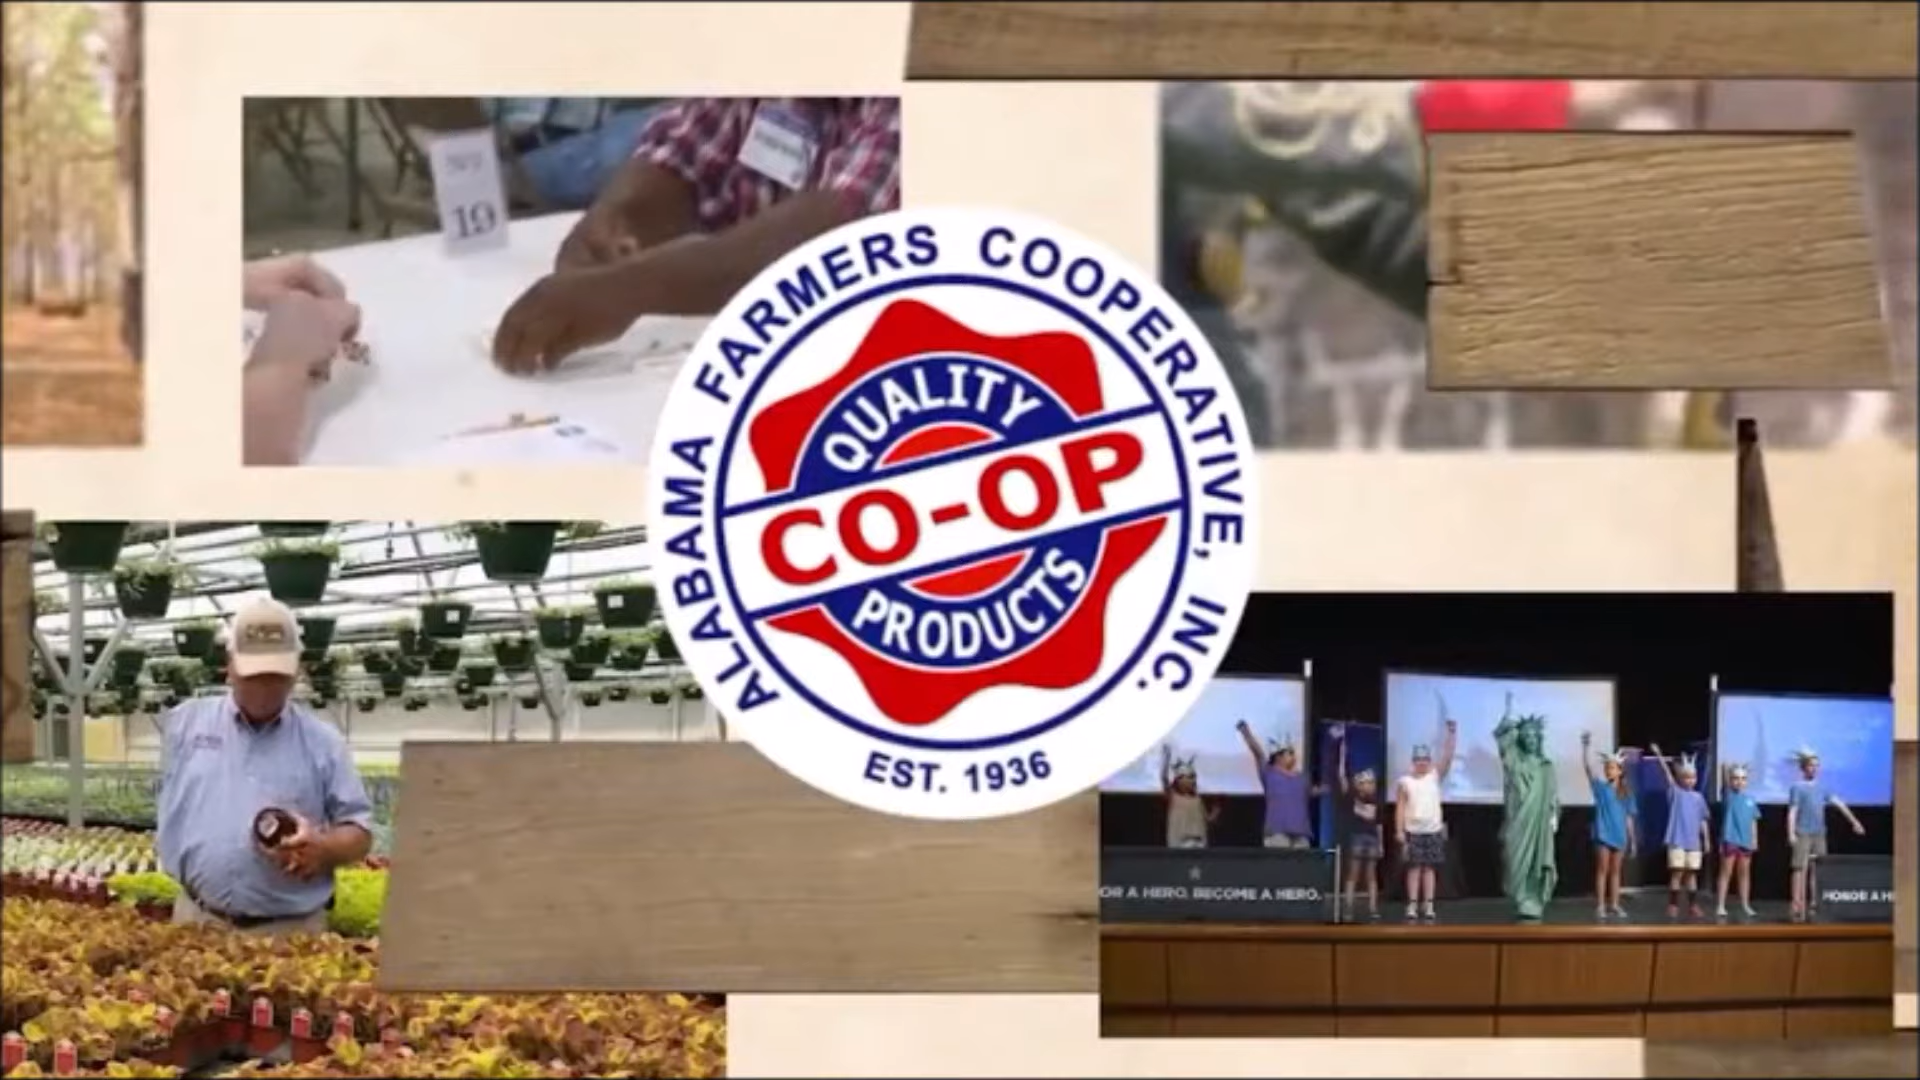 19
ALABAMA FARMERS COOPERATIVE, INC.
QUALITY
CO-OP
PRODUCTS
EST. 1936
OR A HERO. BECOME A HERO.
HONOR A H